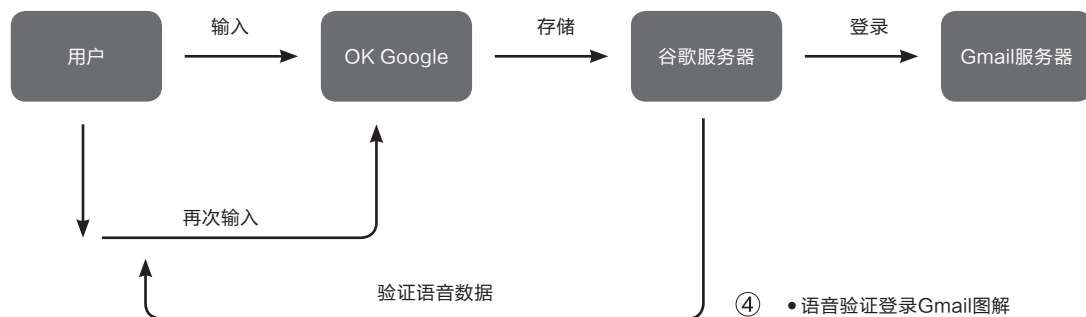 输入
存储
登录
用户
OK Google
谷歌服务器
Gmail服务器
再次输入
验证语音数据
④ •语音验证登录Gmail图解